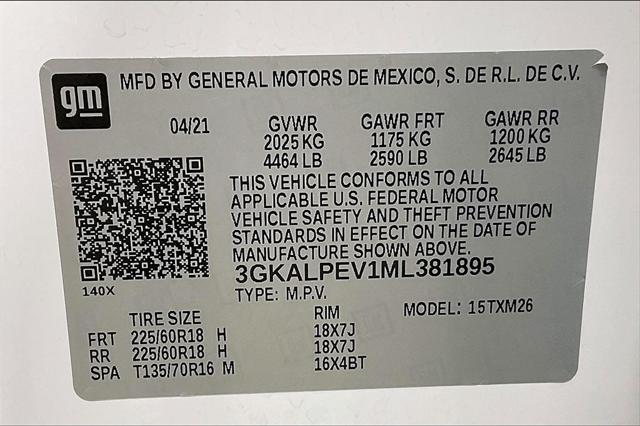 gm
MFD BY GENERAL MOTORS DE MEXICO, S. DE R.L. DE C.V.
04/21 GVWR GAWR FRT GAWR RR
2025 KG 1175 KG 1200 KG
4464 LB 2590 LB 2645 LB
THIS VEHICLE CONFORMS TO ALL
APPLICABLE U.S. FEDERAL MOTOR
VEHICLE SAFETY AND THEFT PREVENTION
STANDARDS IN EFFECT ON THE DATE OF
MANUFACTURE SHOWN ABOVE.
3GKALPEV1ML381895
140X
TYPE: M.P.V. MODEL: 15TXM26
TIRE SIZE RIM
FRT 225/60R18 H 18X7J
RR 225/60R18 H 18X7J
SPA T135/70R16 M 16X4BT